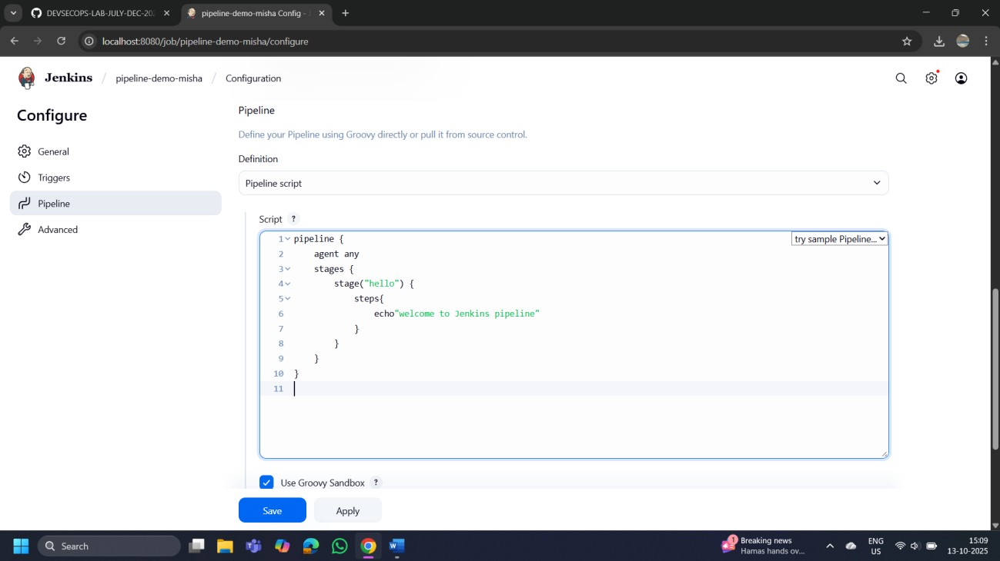 DEVSECOPS-LAB-JULY-DEC-202
pipeline-demo-misha Config -
localhost:8080/job/pipeline-demo-misha/configure
Jenkins / pipeline-demo-misha / Configuration
Configure
General
Triggers
Pipeline
Advanced
Pipeline
Define your Pipeline using Groovy directly or pull it from source control.
Definition
Pipeline script
Script ?
try sample Pipeline...
1 pipeline {
2     agent any
3     stages {
4         stage("hello") {
5             steps{
6                 echo"welcome to Jenkins pipeline"
7             }
8         }
9     }
10 }
11
Use Groovy Sandbox ?
Save
Apply
Search
1
Breaking news
Hamas hands ov...
ENG
US
15:09
13-10-2025